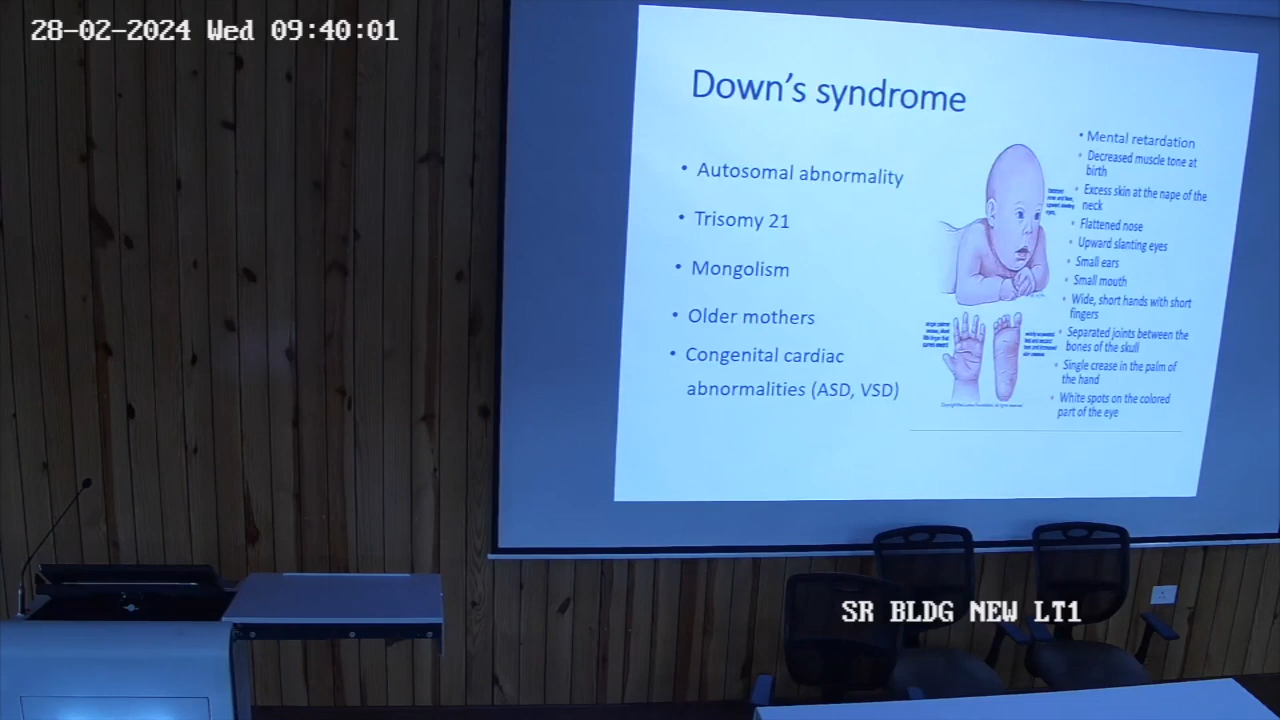 28-02-2024 Wed 09:40:01
Down's syndrome
• Autosomal abnormality
• Trisomy 21
• Mongolism
• Older mothers
• Congenital cardiac
abnormalities (ASD, VSD)
• Mental retardation
• Decreased muscle tone at
birth
• Excess skin at the nape of the
neck
• Flattened nose
• Upward slanting eyes
• Small ears
• Small mouth
• Wide, short hands with short
fingers
• Separated joints between the
bones of the skull
• Single crease in the palm of
the hand
• White spots on the colored
part of the eye
SR BLDG NEW LT1